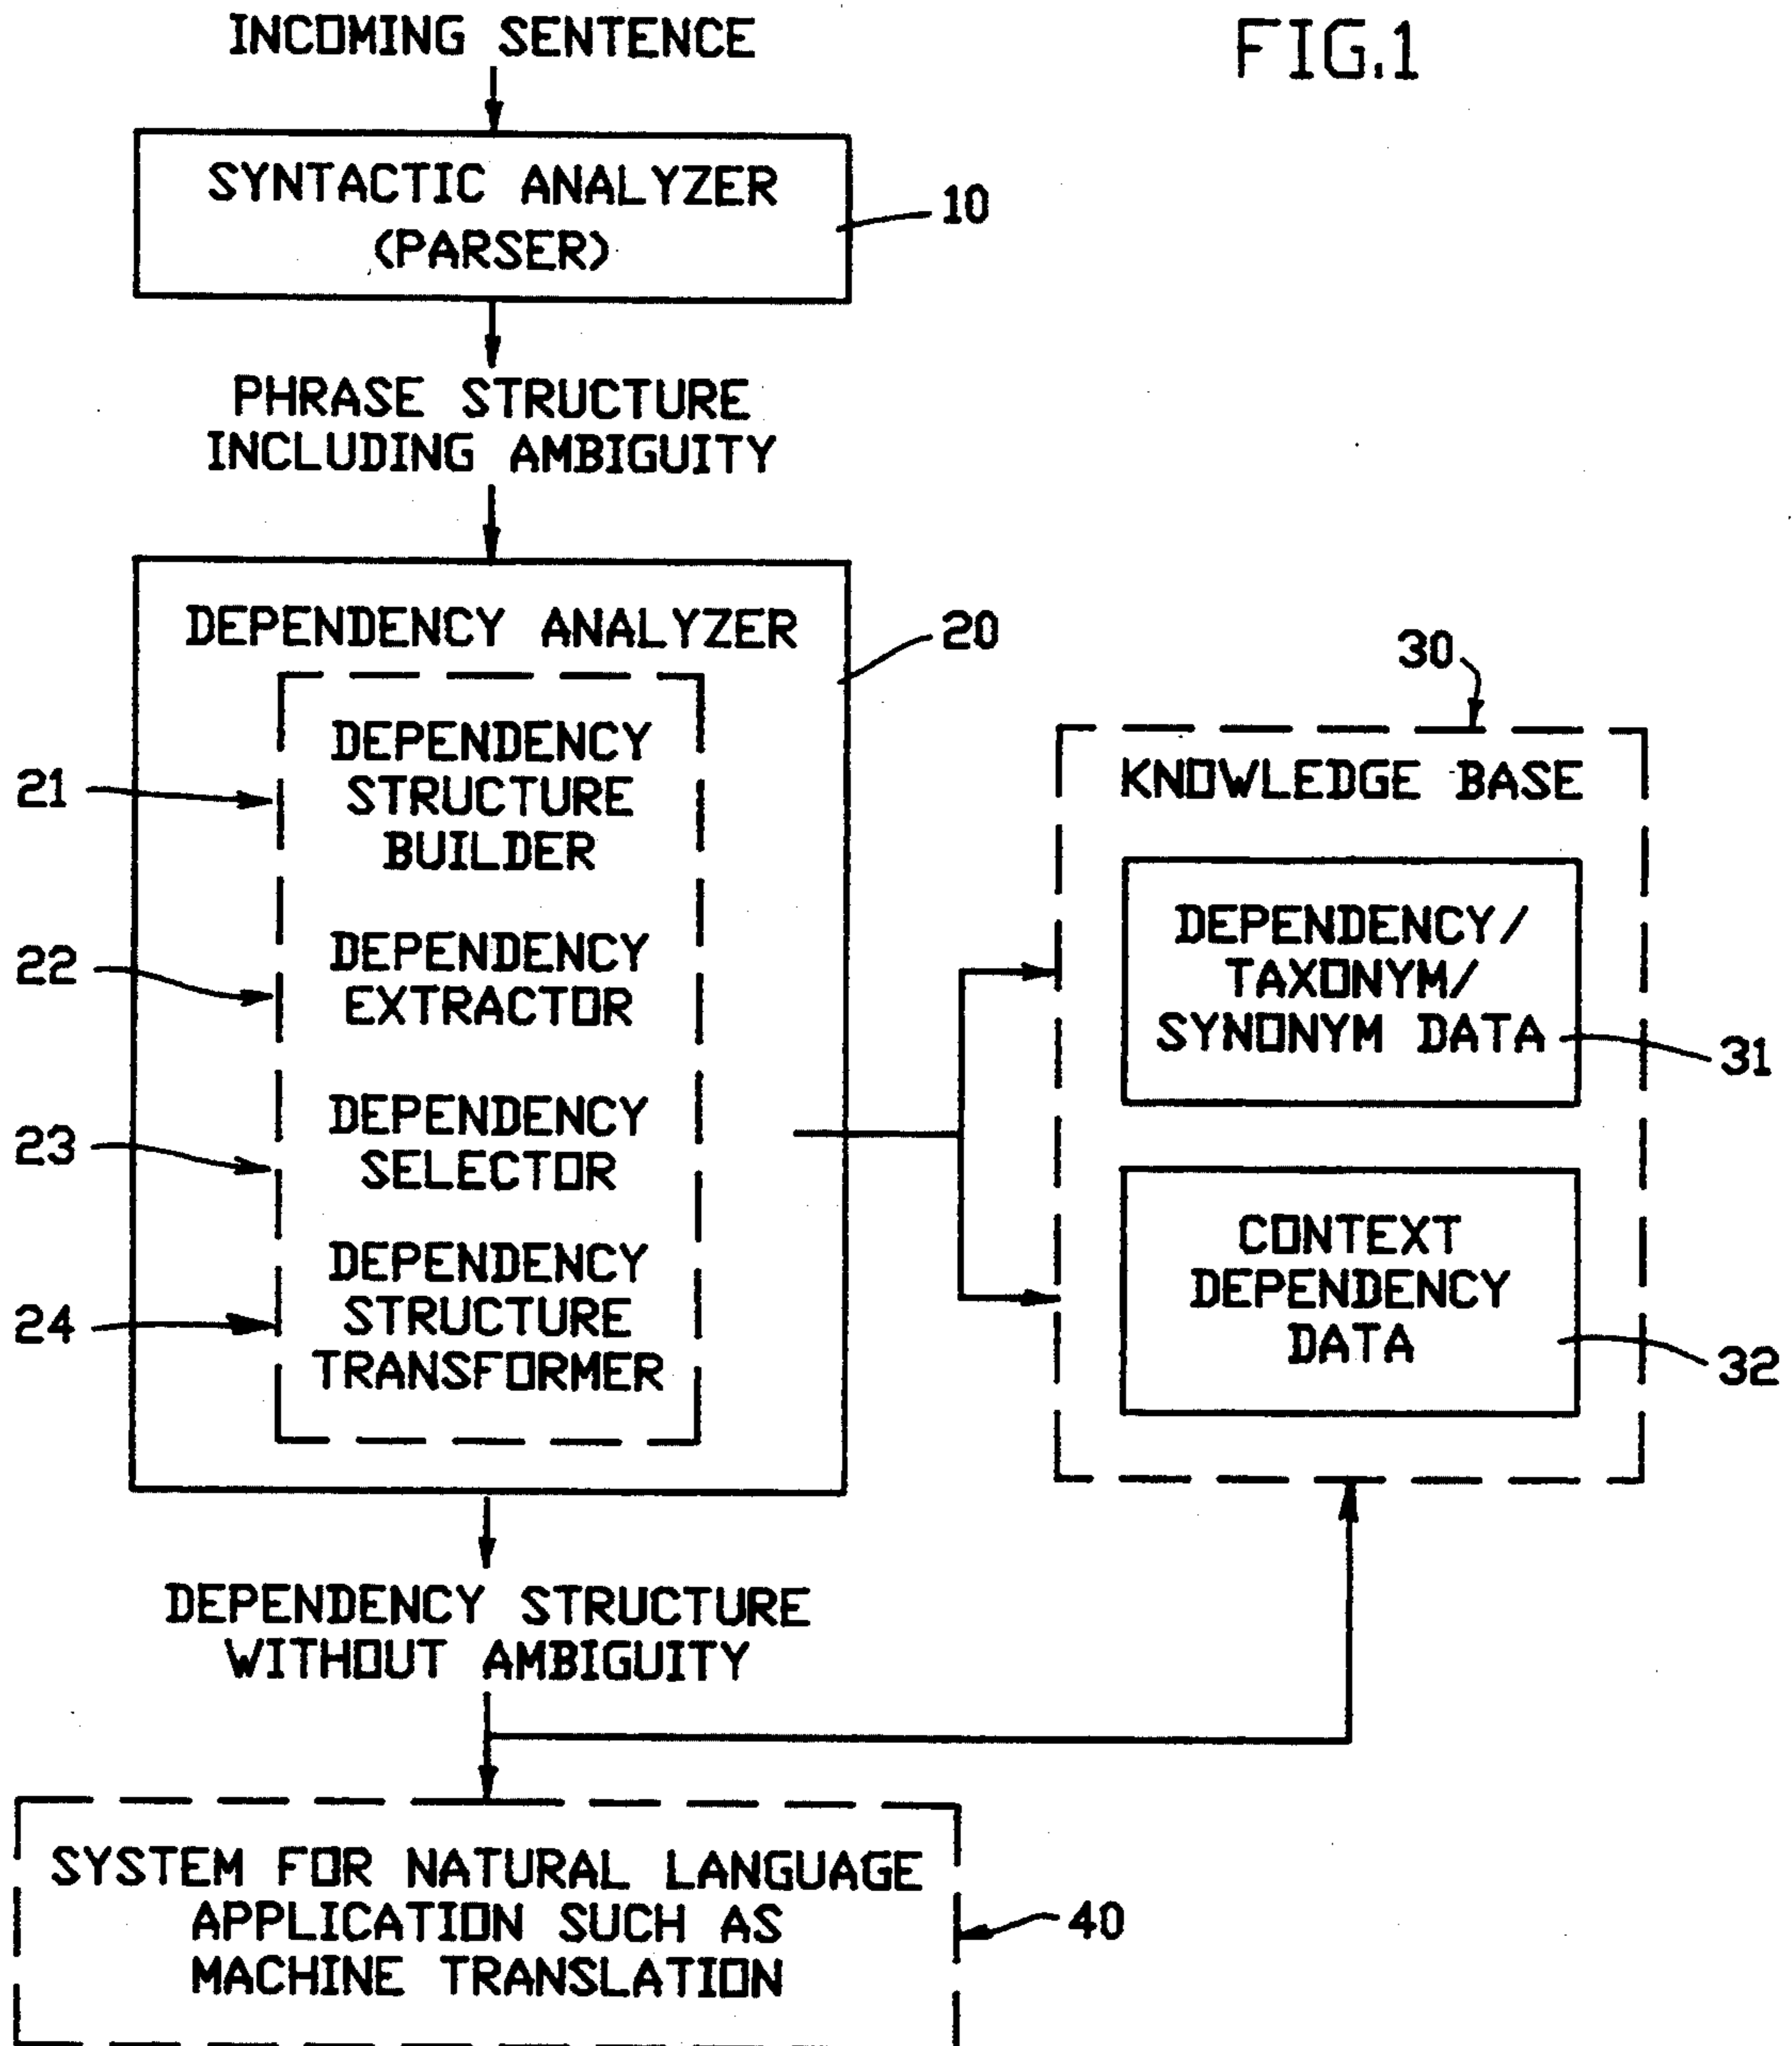 FIG.1
INCOMING SENTENCE
SYNTACTIC ANALYZER
(PARSER)
10
PHRASE STRUCTURE
INCLUDING AMBIGUITY
DEPENDENCY ANALYZER
20
21
DEPENDENCY
STRUCTURE
BUILDER
22
DEPENDENCY
EXTRACTOR
23
DEPENDENCY
SELECTOR
24
DEPENDENCY
STRUCTURE
TRANSFORMER
30
KNOWLEDGE BASE
DEPENDENCY/
TAXONYM/
SYNONYM DATA
31
CONTEXT
DEPENDENCY
DATA
32
DEPENDENCY STRUCTURE
WITHOUT AMBIGUITY
SYSTEM FOR NATURAL LANGUAGE
APPLICATION SUCH AS
MACHINE TRANSLATION
40